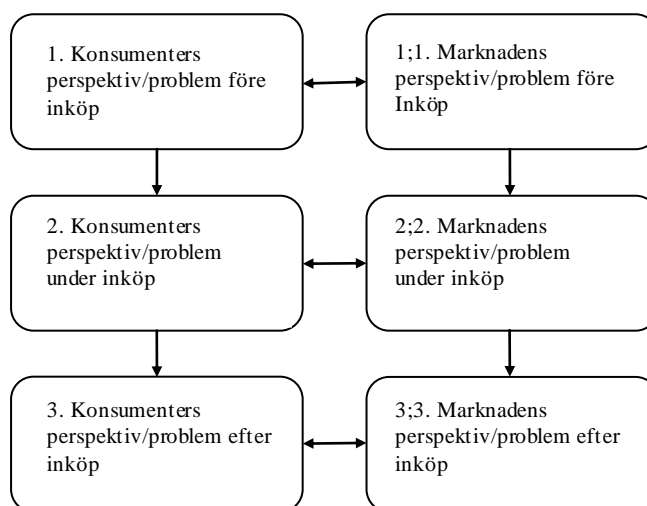 1. Konsumenters
perspektiv/problem före
inköp
1;1. Marknadens
perspektiv/problem före
Inköp
2. Konsumenters
perspektiv/problem
under inköp
2;2. Marknadens
perspektiv/problem
under inköp
3. Konsumenters
perspektiv/problem efter
inköp
3;3. Marknadens
perspektiv/problem efter
inköp